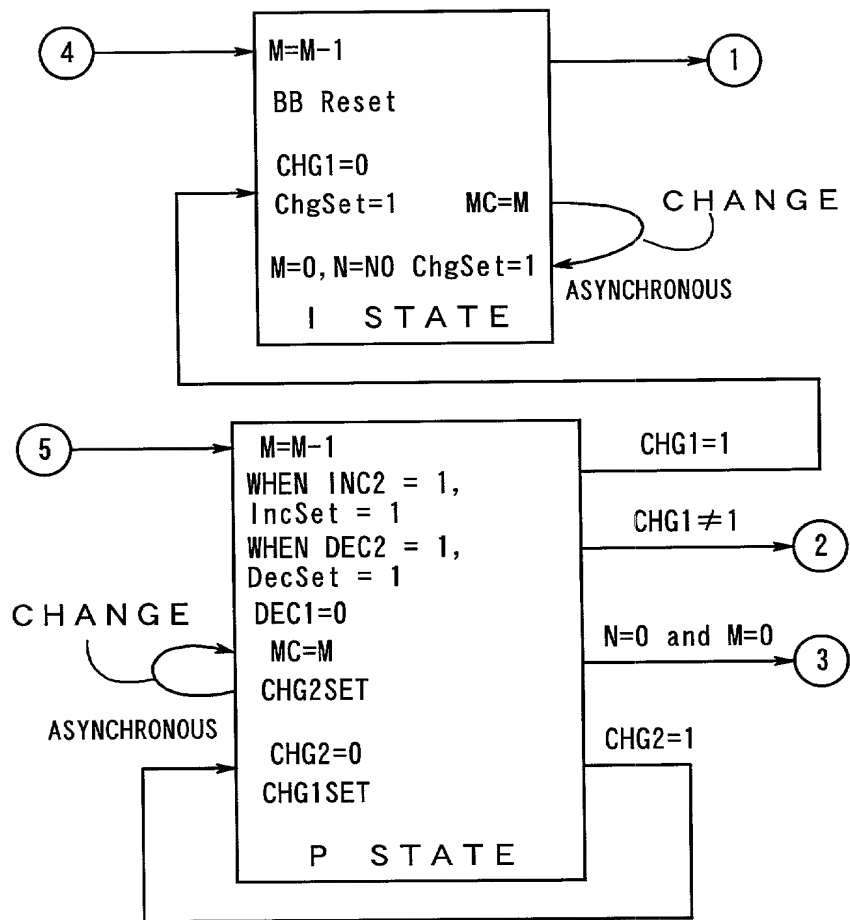 4
M=M-1
1
BB Reset
CHG1=0
ChgSet=1 MC=M
CHANGE
M=0,N=N0 ChgSet=1
ASYNCHRONOUS
I STATE
5
M=M-1
CHG1=1
WHEN INC2 = 1,
IncSet = 1
CHG1≠1
2
WHEN DEC2 = 1,
DecSet = 1
CHANGE
DEC1=0
N=0 and M=0
3
MC=M
CHG2SET
ASYNCHRONOUS
CHG2=1
CHG2=0
CHG1SET
P STATE